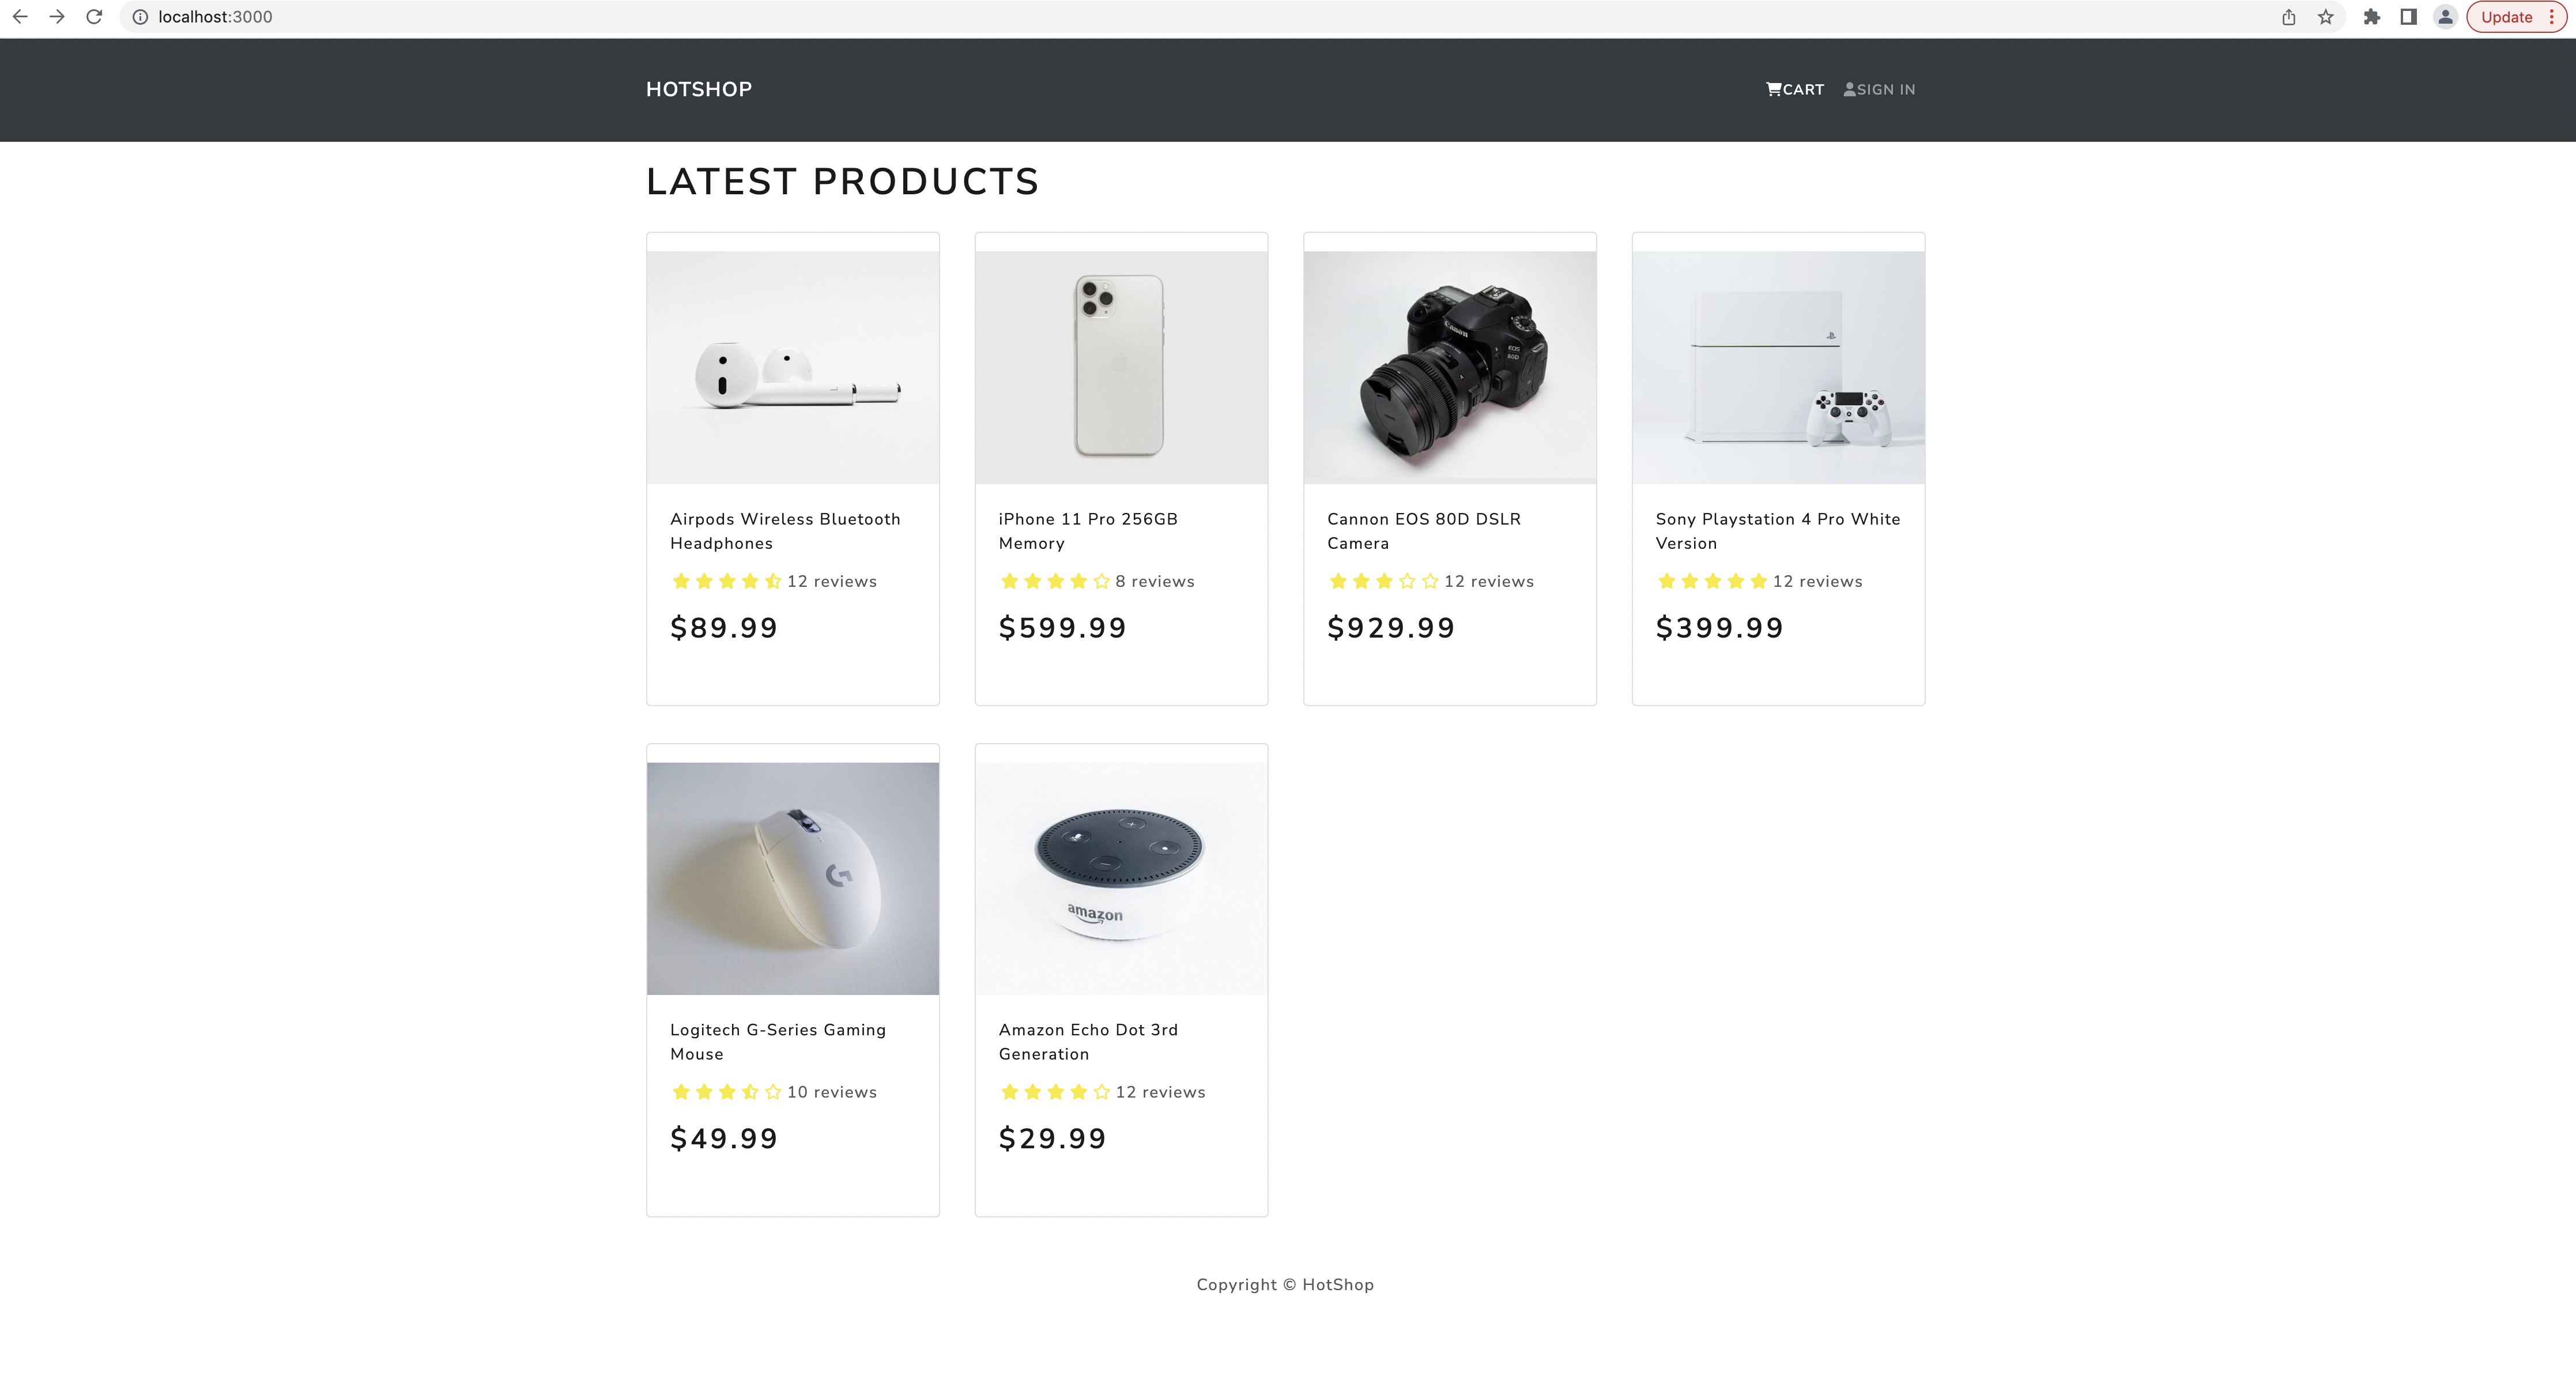 localhost:3000
Update
HOTSHOP
CART SIGN IN
LATEST PRODUCTS
Canon
EOS
80D
Airpods Wireless Bluetooth
Headphones
12 reviews
$89.99
iPhone 11 Pro 256GB
Memory
8 reviews
$599.99
Cannon EOS 80D DSLR
Camera
12 reviews
$929.99
Sony Playstation 4 Pro White
Version
12 reviews
$399.99
G
Logitech G-Series Gaming
Mouse
10 reviews
$49.99
amazon
Amazon Echo Dot 3rd
Generation
12 reviews
$29.99
Copyright © HotShop